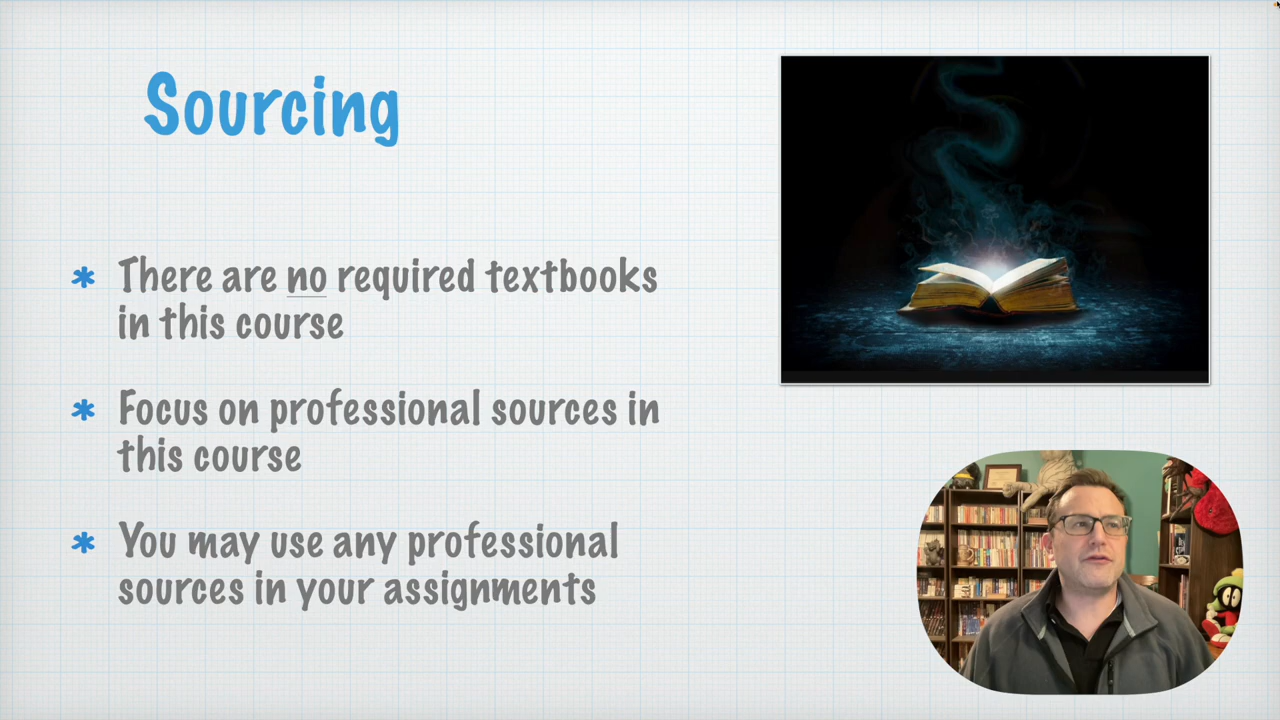 Sourcing
* There are no required textbooks
in this course
* Focus on professional sources in
this course
* You may use any professional
sources in your assignments